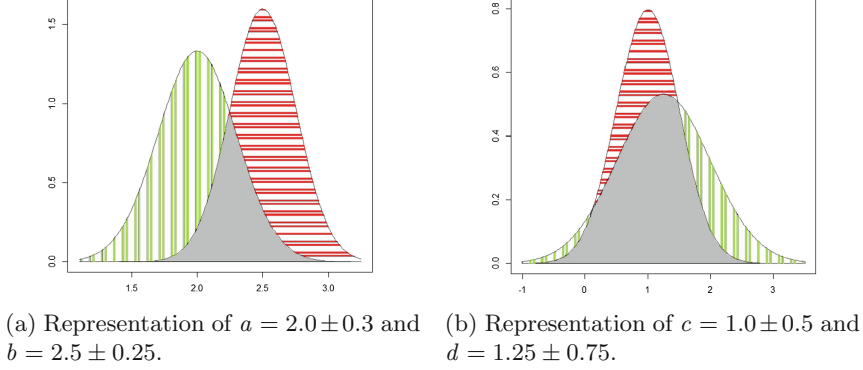 1.5
1.0
0.5
0.0
1.5 2.0 2.5 3.0
0.8
0.6
0.4
0.2
0.0
-1 0 1 2 3
(a) Representation of a = 2.0±0.3 and
b = 2.5 ± 0.25.
(b) Representation of c = 1.0±0.5 and
d = 1.25 ± 0.75.